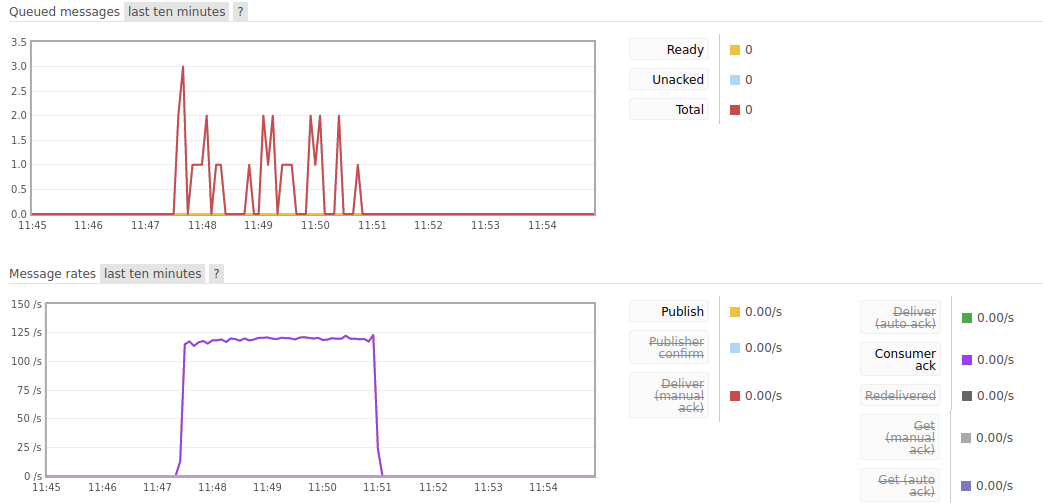 Queued messages last ten minutes ?
3.5
3.0
2.5
2.0
1.5
1.0
0.5
0.0
11:45 11:46 11:47 11:48 11:49 11:50 11:51 11:52 11:53 11:54
Ready 0
Unacked 0
Total 0
Message rates last ten minutes ?
150 /s
125 /s
100 /s
75 /s
50 /s
25 /s
0 /s
11:45 11:46 11:47 11:48 11:49 11:50 11:51 11:52 11:53 11:54
Publish 0.00/s
Publisher
confirm 0.00/s
Deliver
(manual
ack) 0.00/s
Deliver
(auto ack) 0.00/s
Consumer
ack 0.00/s
Redelivered 0.00/s
Get
(manual
ack) 0.00/s
Get (auto
ack) 0.00/s